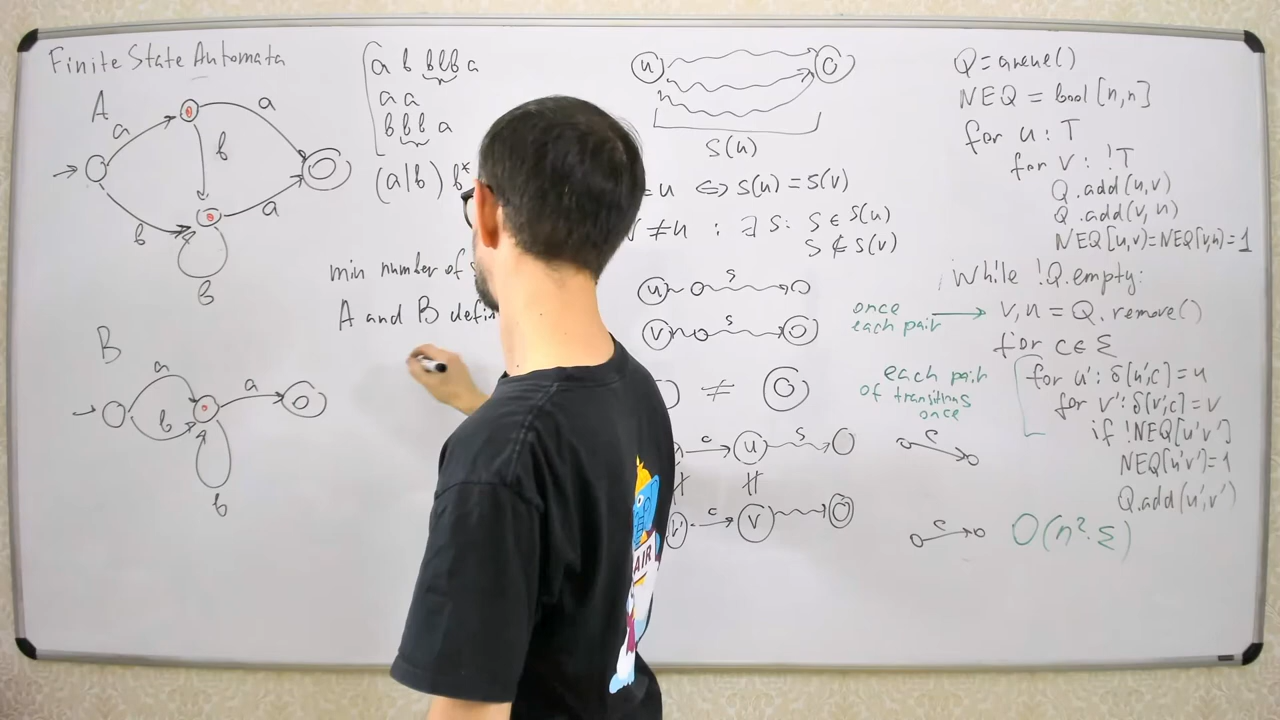 Finite State Automata
A
a
a
b
b
a
b
B
a
b
a
b
a b bbb a
a a
bbb a
(a|b) b*
min number of
A and B defin
u
S(u)
=u ⇔ S(u) = S(v)
≠ u : ∃ s: s ∈ S(u)
s ∉ S(v)
u s
v s
≠
c u s
≠ ≠
v' c v
AIR
once
each pair
each pair
of transitions
once
c
c
Q = queue()
NEQ = bool[n,n]
for u : T
for v : !T
Q.add(u,v)
Q.add(v,u)
NEQ[u,v)=NEQ[v,u)=1
while !Q.empty:
v,u = Q.remove()
for c∈Σ
for u': δ(u',c) = u
for v': δ(v',c) = v
if !NEQ[u'v']
NEQ[u'v']=1
Q.add(u',v')
O(n²·Σ)